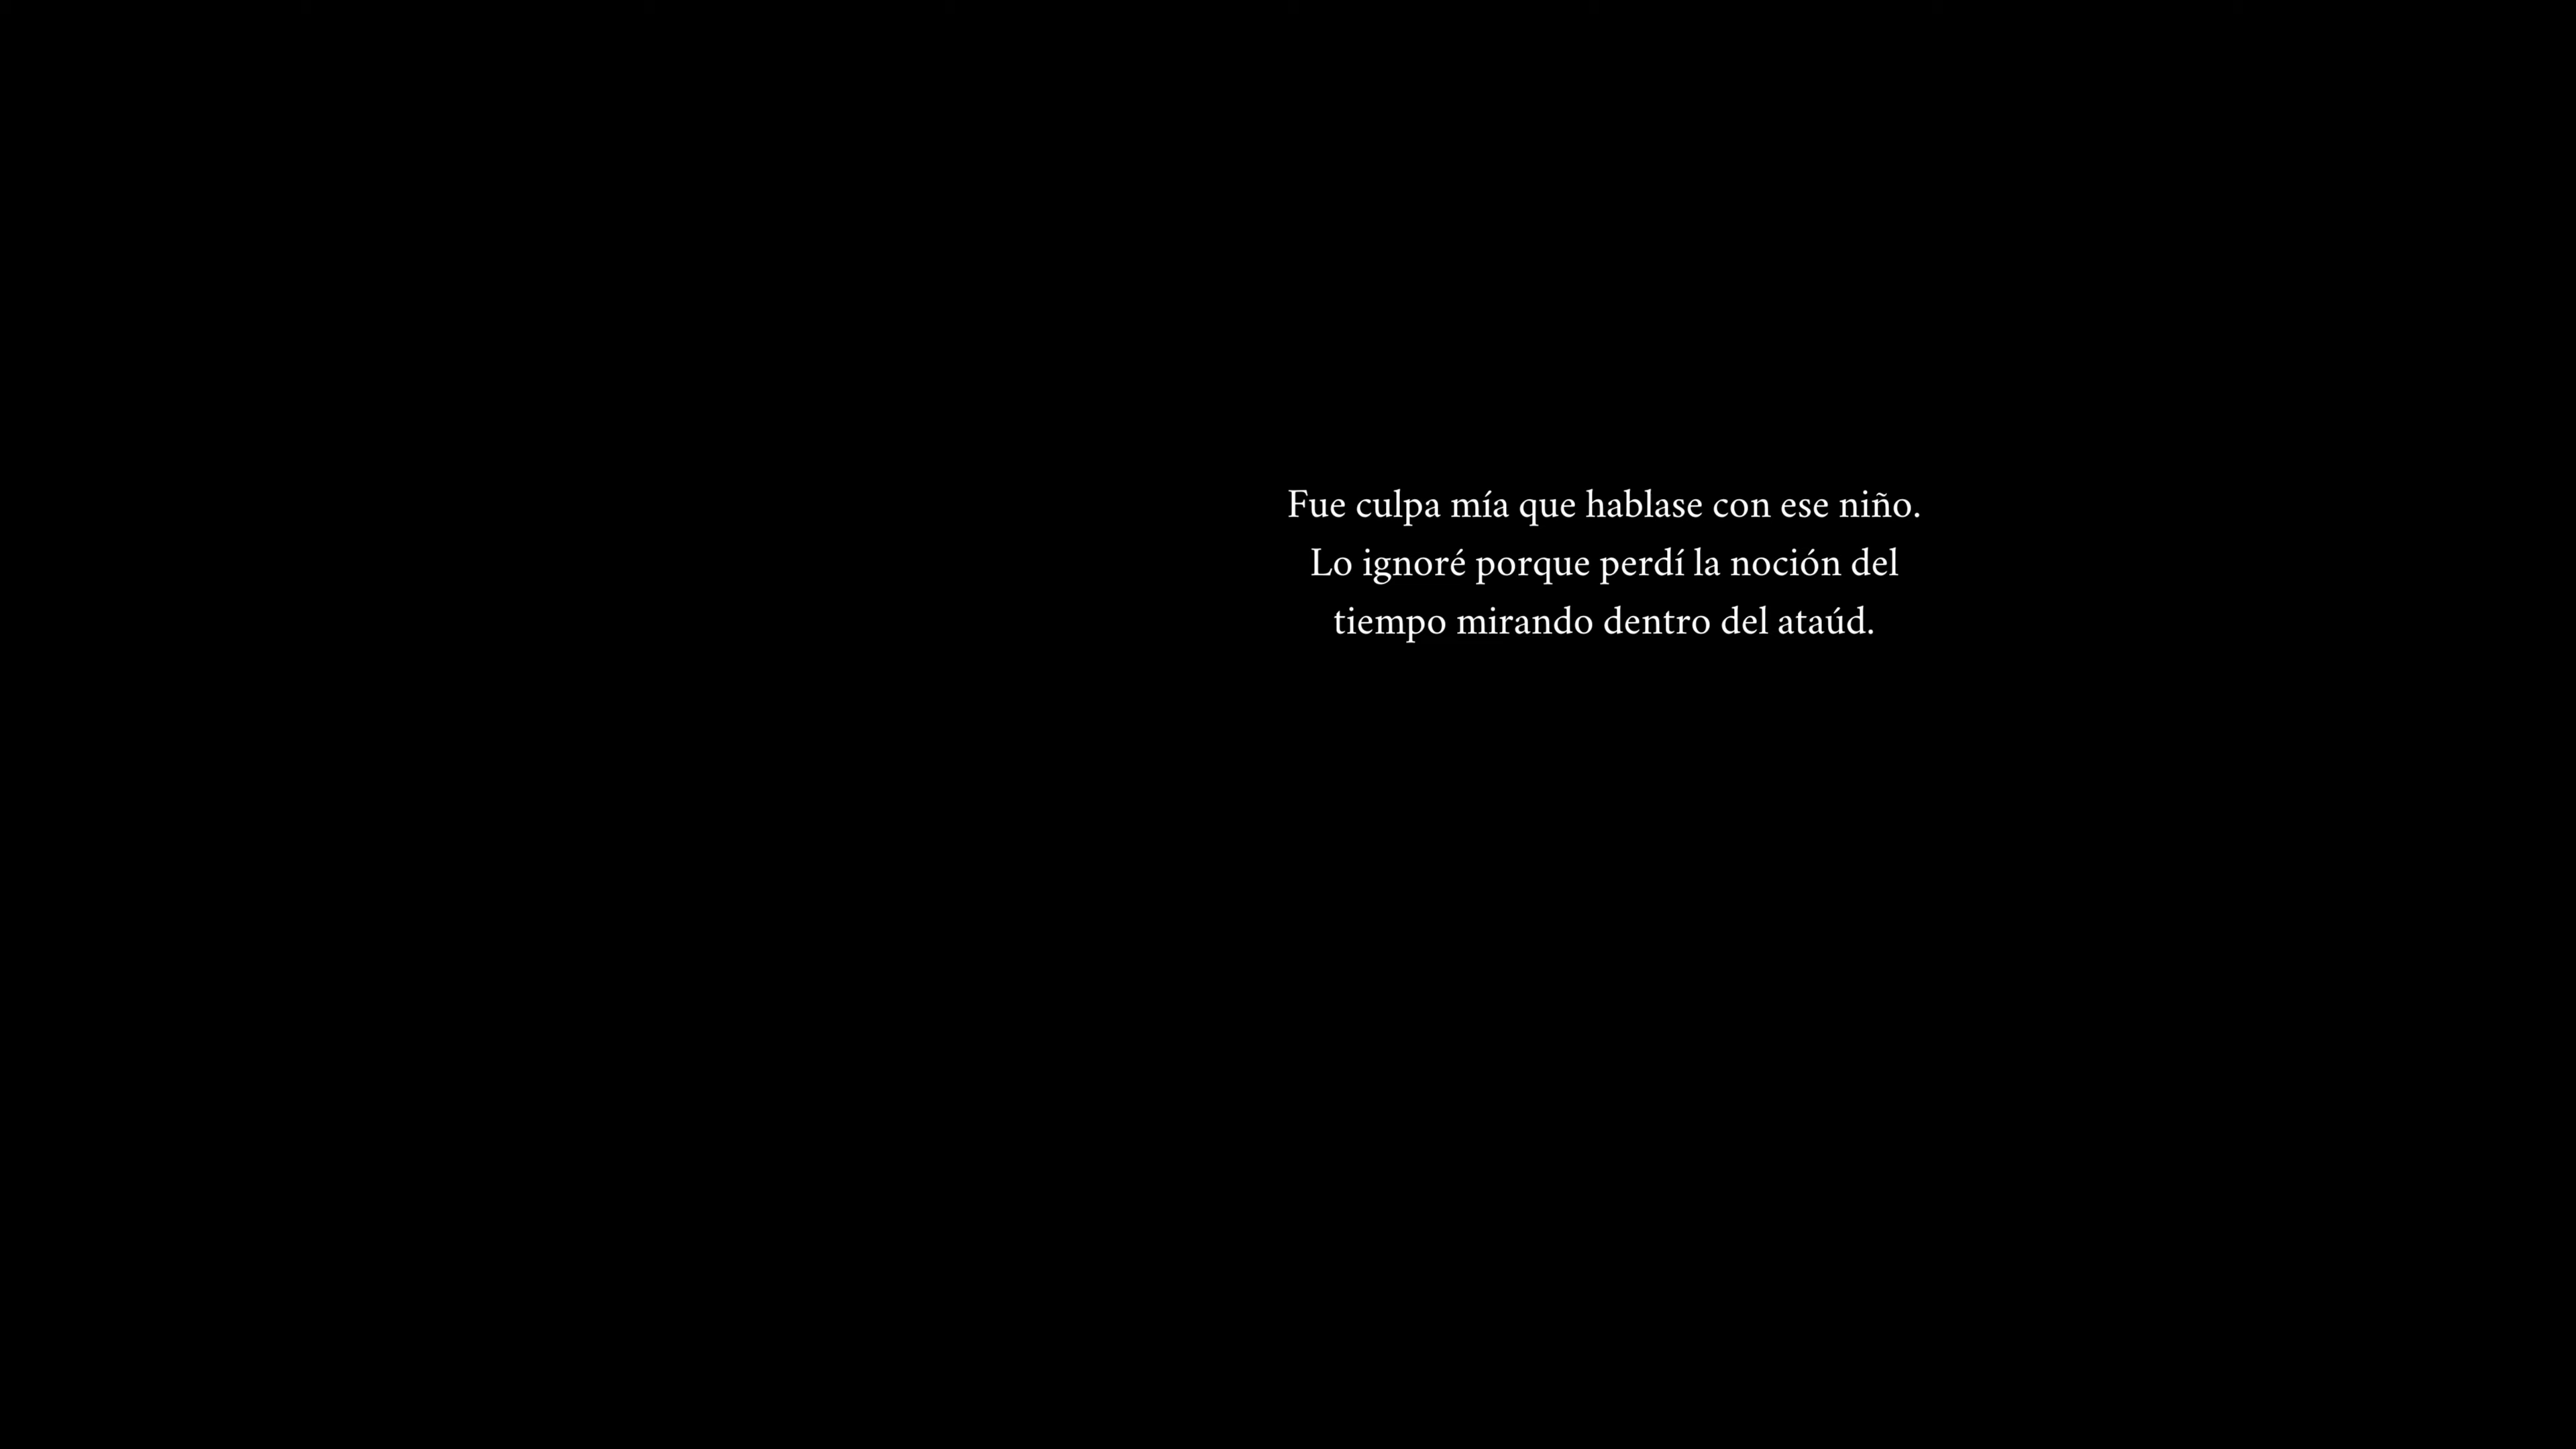 Fue culpa mía que hablase con ese niño.
Lo ignoré porque perdí la noción del
tiempo mirando dentro del ataúd.